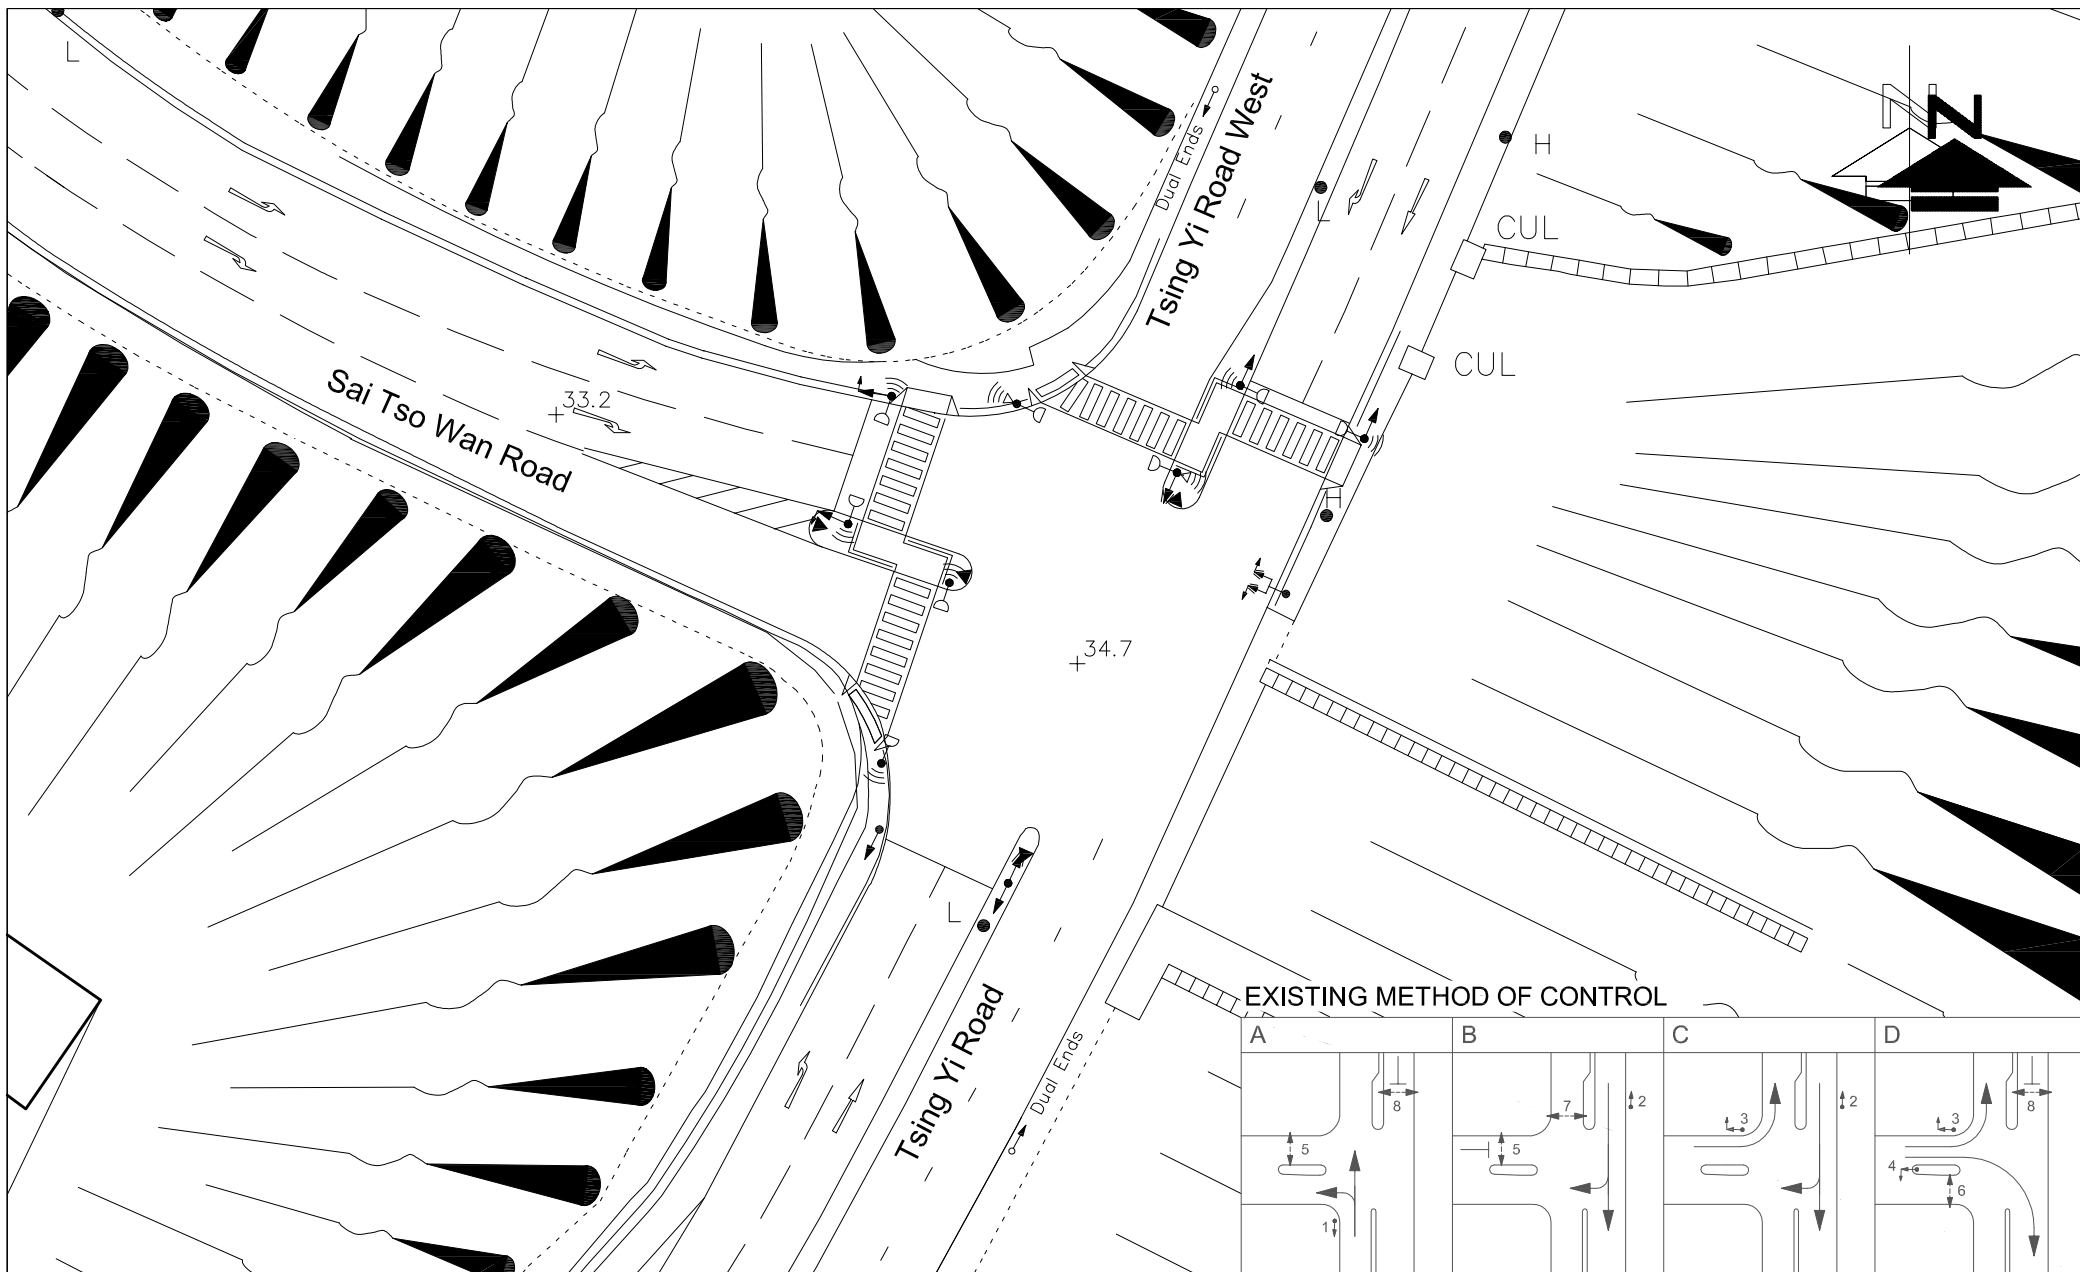 L
Dual Ends
Tsing Yi Road West
L
H
N
N
CUL
CUL
Sai Tso Wan Road
33.2
H
34.7
L
Tsing Yi Road
Dual Ends
EXISTING METHOD OF CONTROL
A
B
C
D
8
5
1
7
2
5
3
2
3
8
4
6